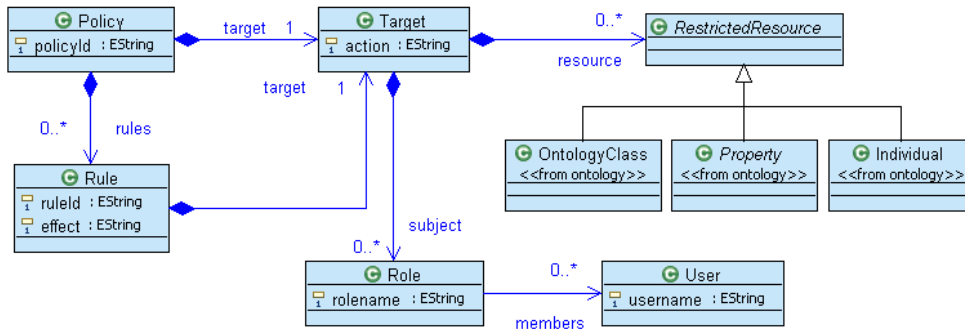 Policy
policyId : EString
target 1
Target
action : EString
0..*
resource
RestrictedResource
target 1
0..* rules
Rule
ruleId : EString
effect : EString
OntologyClass
<<from ontology>>
Property
<<from ontology>>
Individual
<<from ontology>>
subject
0..*
Role
rolename : EString
0..*
members
User
username : EString